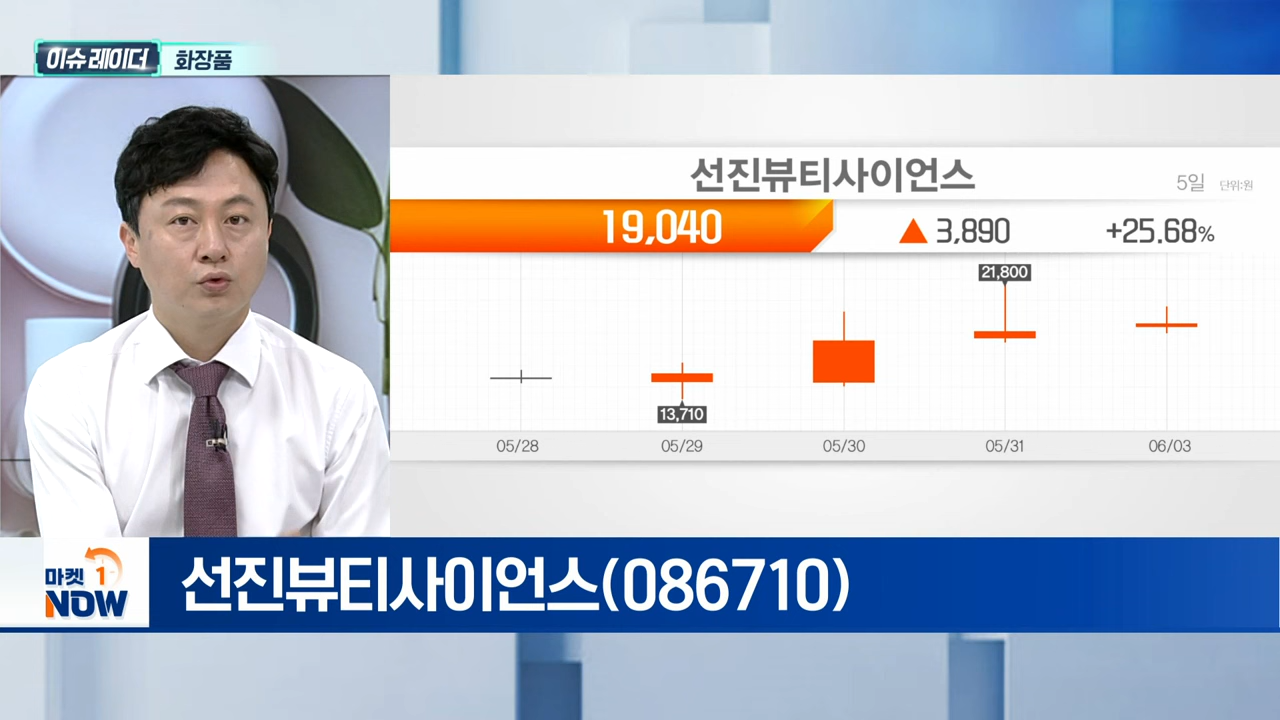 이슈 레이더 화장품
선진뷰티사이언스
5일 단위:원
19,040 ▲ 3,890 +25.68%
21,800
13,710
05/28 05/29 05/30 05/31 06/03
마켓 1
NOW
선진뷰티사이언스(086710)